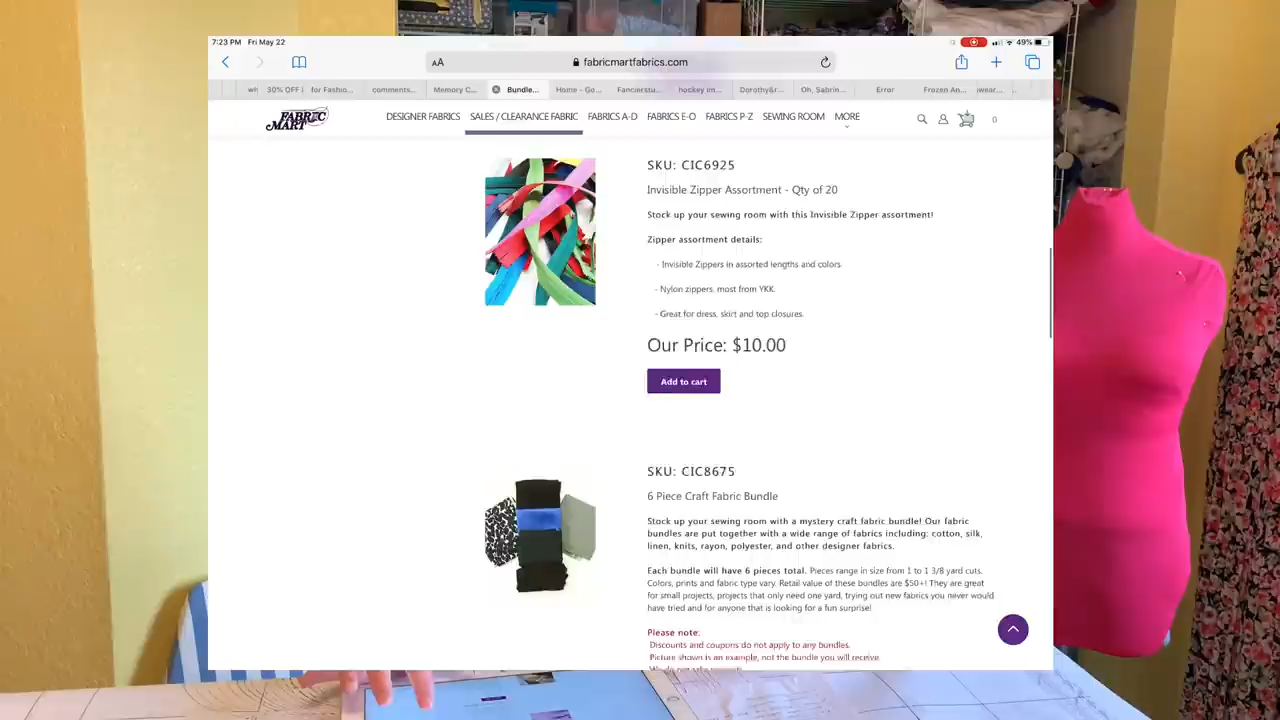 7:23 PM Fri May 22
49%
AA
fabricmartfabrics.com
30% OFF
for Fashio...
comments...
Memory C...
Bundle...
Home - Go...
Fancierstu...
hockey im...
Dorothy&r...
Oh, Sabrin...
Error
Frozen An...
FABRIC
MART
DESIGNER FABRICS
SALES / CLEARANCE FABRIC
FABRICS A-D
FABRICS E-O
FABRICS P-Z
SEWING ROOM
MORE
0
SKU: CIC6925
Invisible Zipper Assortment - Qty of 20
Stock up your sewing room with this Invisible Zipper assortment!
Zipper assortment details:
- Invisible Zippers in assorted lengths and colors
- Nylon zippers, most from YKK.
- Great for dress, skirt and top closures.
Our Price: $10.00
Add to cart
SKU: CIC8675
6 Piece Craft Fabric Bundle
Stock up your sewing room with a mystery craft fabric bundle! Our fabric
bundles are put together with a wide range of fabrics including: cotton, silk,
linen, knits, rayon, polyester, and other designer fabrics.
Each bundle will have 6 pieces total. Pieces range in size from 1 to 1 3/8 yard cuts.
Colors, prints and fabric type vary. Retail value of these bundles are $50+! They are great
for small projects, projects that only need one yard, trying out new fabrics you never would
have tried and for anyone that is looking for a fun surprise!
Please note:
Discounts and coupons do not apply to any bundles.
Picture shown is an example, not the bundle you will receive.